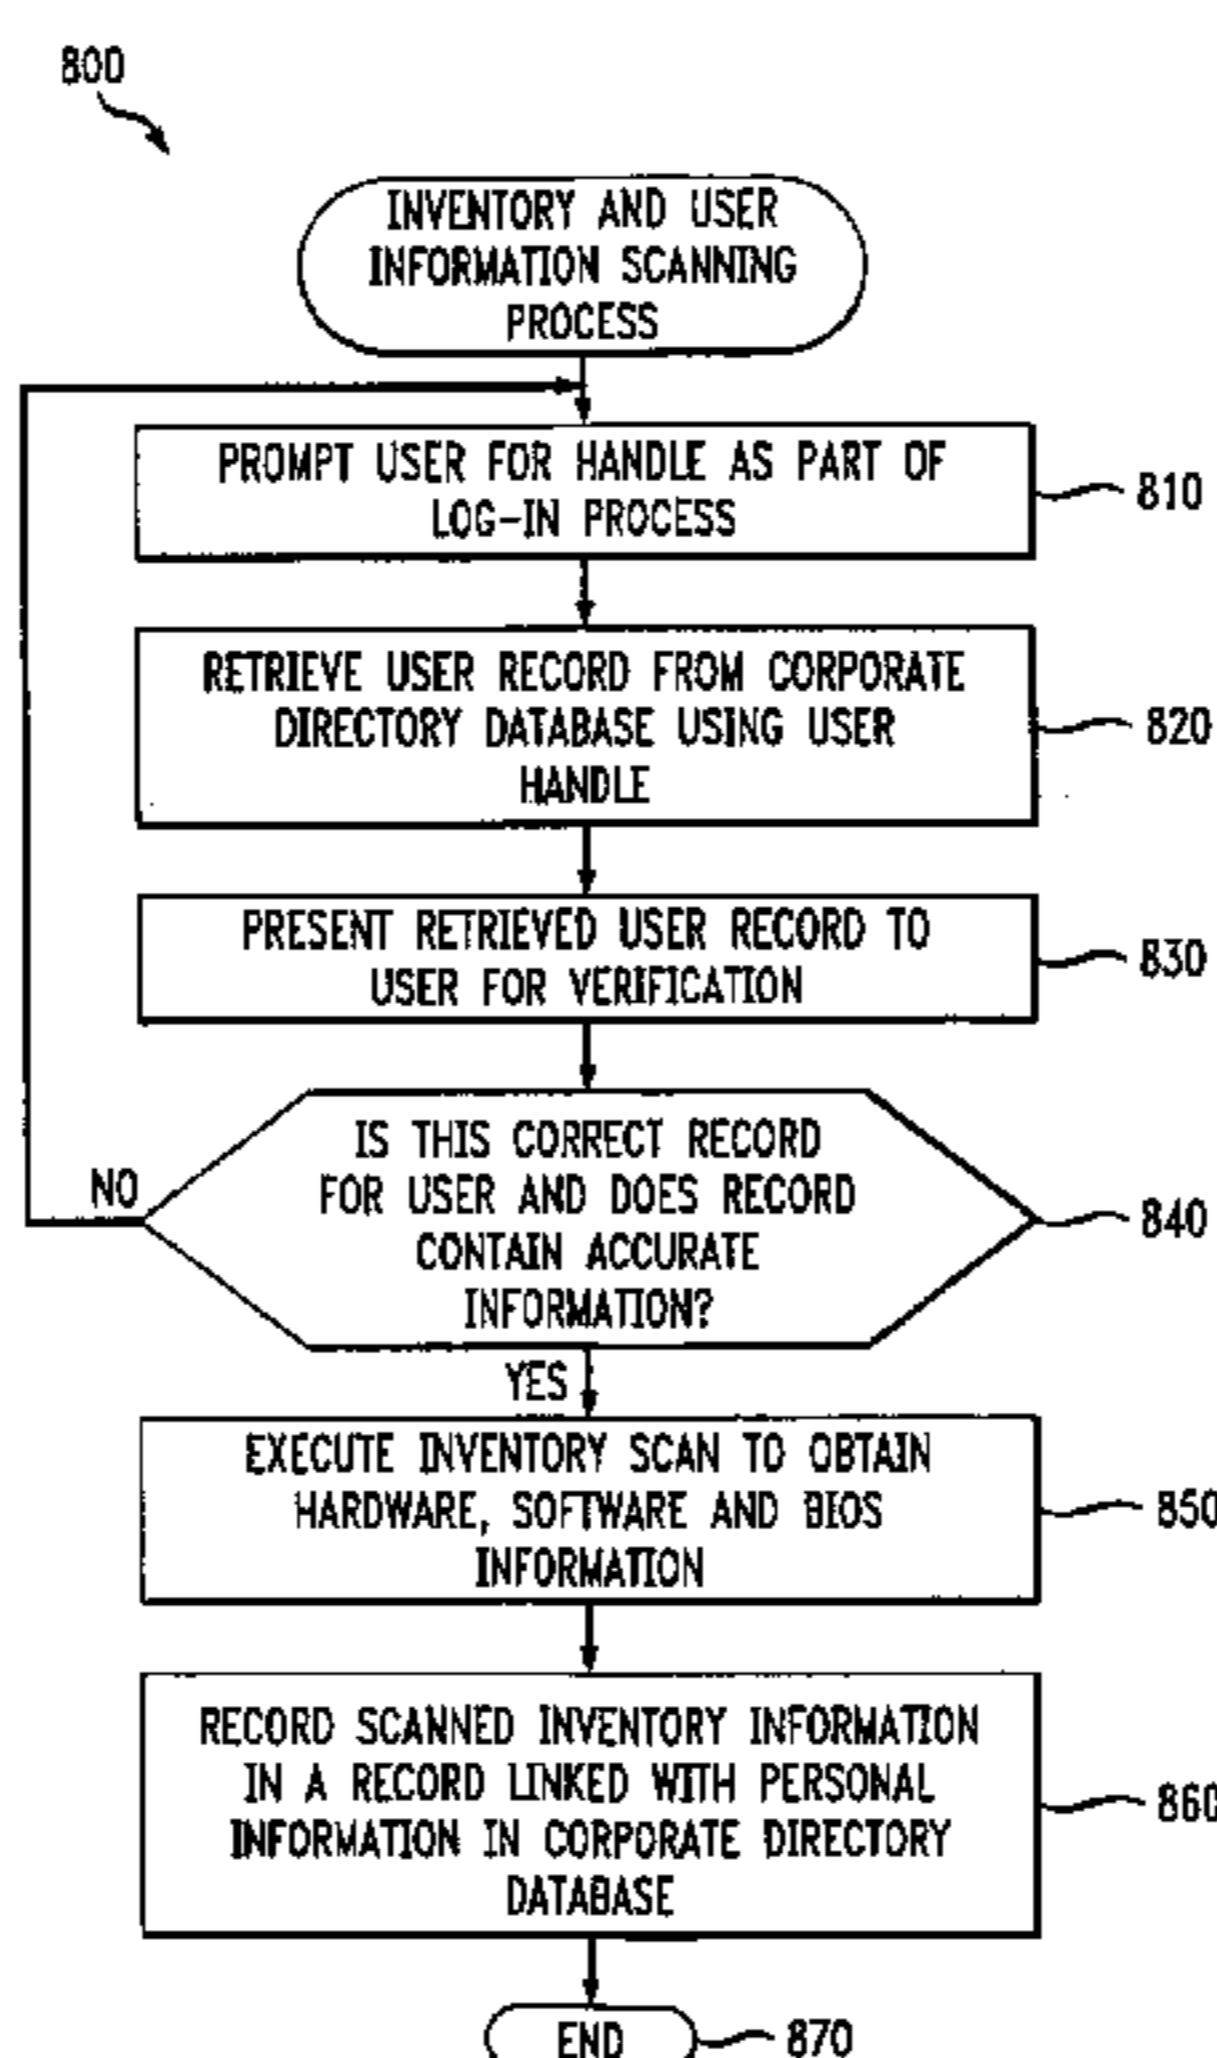 800
INVENTORY AND USER
INFORMATION SCANNING
PROCESS
PROMPT USER FOR HANDLE AS PART OF
LOG-IN PROCESS
810
RETRIEVE USER RECORD FROM CORPORATE
DIRECTORY DATABASE USING USER
HANDLE
820
PRESENT RETRIEVED USER RECORD TO
USER FOR VERIFICATION
830
IS THIS CORRECT RECORD
FOR USER AND DOES RECORD
CONTAIN ACCURATE
INFORMATION?
840
NO
YES
EXECUTE INVENTORY SCAN TO OBTAIN
HARDWARE, SOFTWARE AND BIOS
INFORMATION
850
RECORD SCANNED INVENTORY INFORMATION
IN A RECORD LINKED WITH PERSONAL
INFORMATION IN CORPORATE DIRECTORY
DATABASE
860
END
870